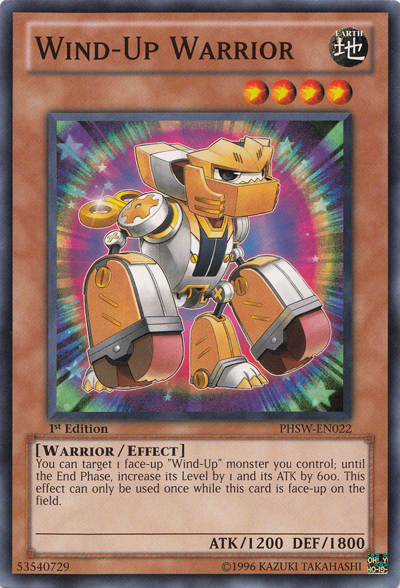 WIND-UP WARRIOR
EARTH
地
1st Edition
PHSW-EN022
[WARRIOR/EFFECT]
You can target 1 face-up "Wind-Up" monster you control; until
the End Phase, increase its Level by 1 and its ATK by 600. This
effect can only be used once while this card is face-up on the
field.
ATK/1200 DEF/1800
53540729
©1996 KAZUKI TAKAHASHI